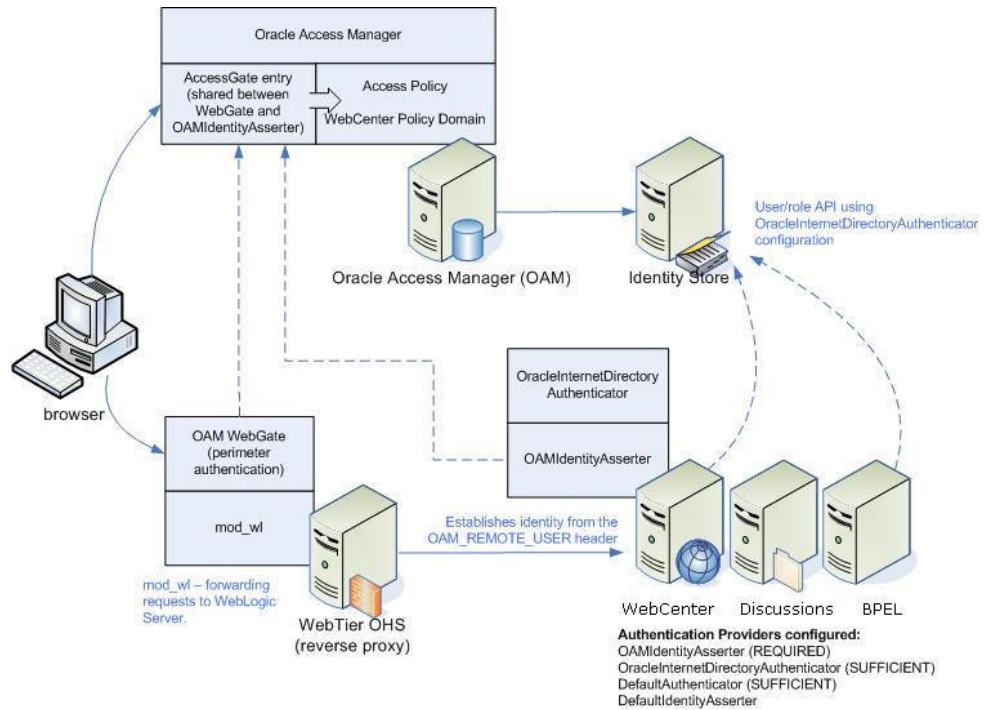 Oracle Access Manager
AccessGate entry
(shared between
WebGate and
OAMIdentityAsserter)
Access Policy
WebCenter Policy Domain
Oracle Access Manager (OAM)
Identity Store
User/role API using
OracleInternetDirectoryAuthenticator
configuration
browser
OracleInternetDirectory
Authenticator
OAMIdentityAsserter
OAM WebGate
(perimeter
authentication)
mod_wl
mod_wl – forwarding
requests to WebLogic
Server.
WebTier OHS
(reverse proxy)
Establishes identity from the
OAM_REMOTE_USER header
WebCenter
Discussions
BPEL
Authentication Providers configured:
OAMIdentityAsserter (REQUIRED)
OracleInternetDirectoryAuthenticator (SUFFICIENT)
DefaultAuthenticator (SUFFICIENT)
DefaultIdentityAsserter